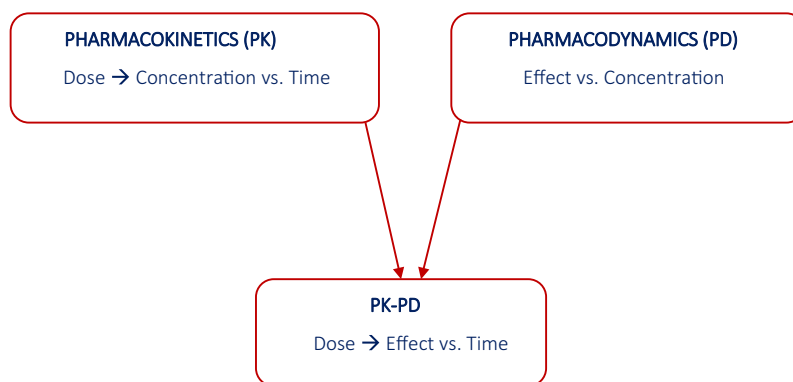 PHARMACOKINETICS (PK)
Dose → Concentration vs. Time
PHARMACODYNAMICS (PD)
Effect vs. Concentration
PK-PD
Dose → Effect vs. Time